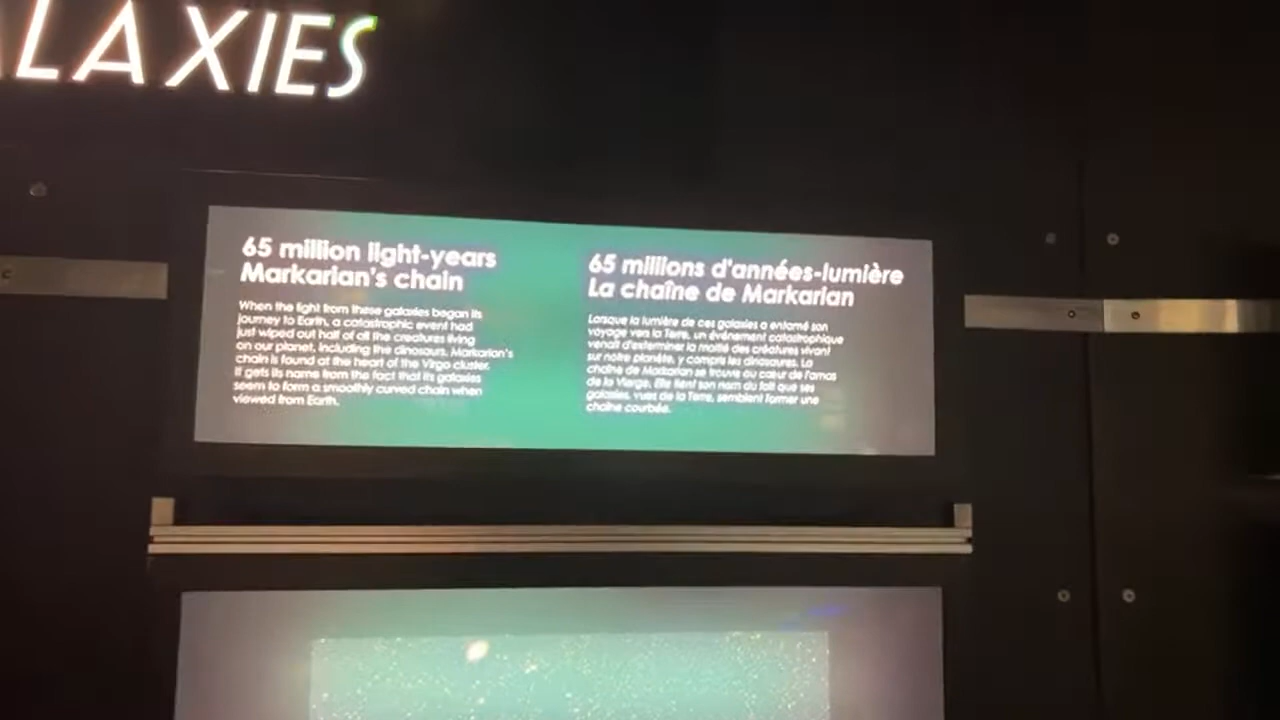 LAXIES
65 million light-years
Markarian's chain
When the light from these galaxies began its
journey to Earth, a catastrophic event had
just wiped out half of all the creatures living
on our planet, including the dinosaurs. Markarian's
chain is found at the heart of the Virgo cluster.
It gets its name from the fact that its galaxies
seem to form a smoothly curved chain when
viewed from Earth.
65 millions d'années-lumière
La chaîne de Markarian
Lorsque la lumière de ces galaxies a entamé son
voyage vers la Terre, un événement catastrophique
venait d'exterminer la moitié des créatures vivant
sur notre planète, y compris les dinosaures. La
chaîne de Markarian se trouve au cœur de l'amas
de la Vierge. Elle tient son nom du fait que ses
galaxies, vues de la Terre, semblent former une
chaîne courbée.